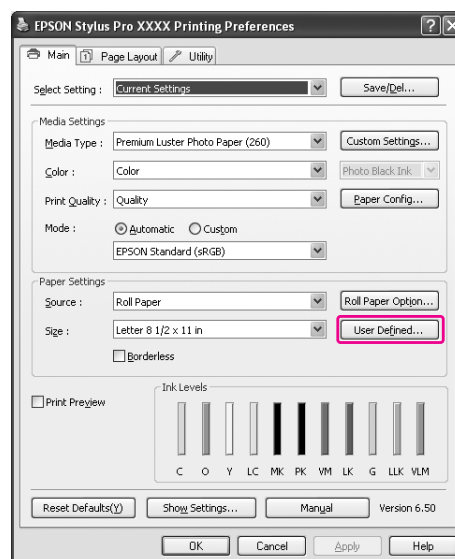 EPSON Stylus Pro XXXX Printing Preferences
Main Page Layout Utility
Select Setting : Current Settings Save/Del...
Media Settings
Media Type : Premium Luster Photo Paper (260) Custom Settings...
Color : Color Photo Black Ink
Print Quality : Quality Paper Config...
Mode : Automatic Custom
EPSON Standard (sRGB)
Paper Settings
Source : Roll Paper Roll Paper Option...
Size : Letter 8 1/2 x 11 in User Defined...
Borderless
Print Preview
Ink Levels
C O Y LC MK PK VM LK G LLK VLM
Reset Defaults(Y) Show Settings... Manual Version 6.50
OK Cancel Apply Help